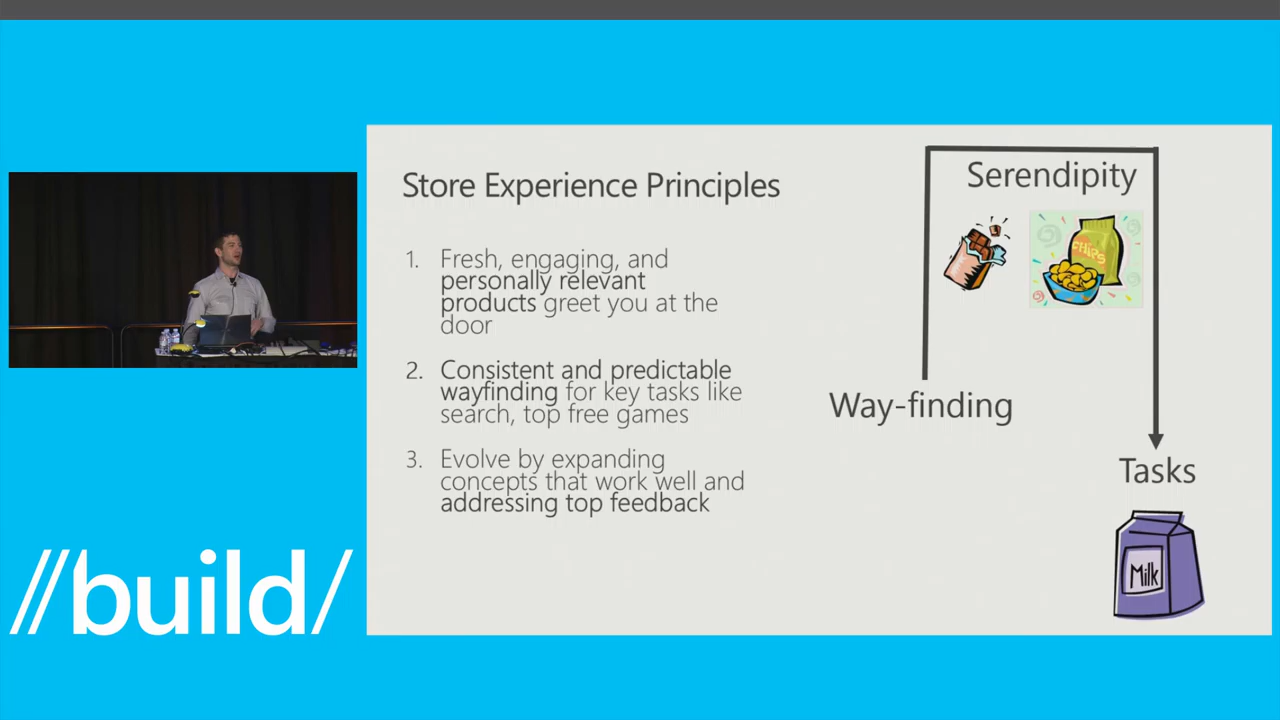 Store Experience Principles
1. Fresh, engaging, and
personally relevant
products greet you at the
door
2. Consistent and predictable
wayfinding for key tasks like
search, top free games
3. Evolve by expanding
concepts that work well and
addressing top feedback
Serendipity
CHIPS
Way-finding
Tasks
Milk
//build/